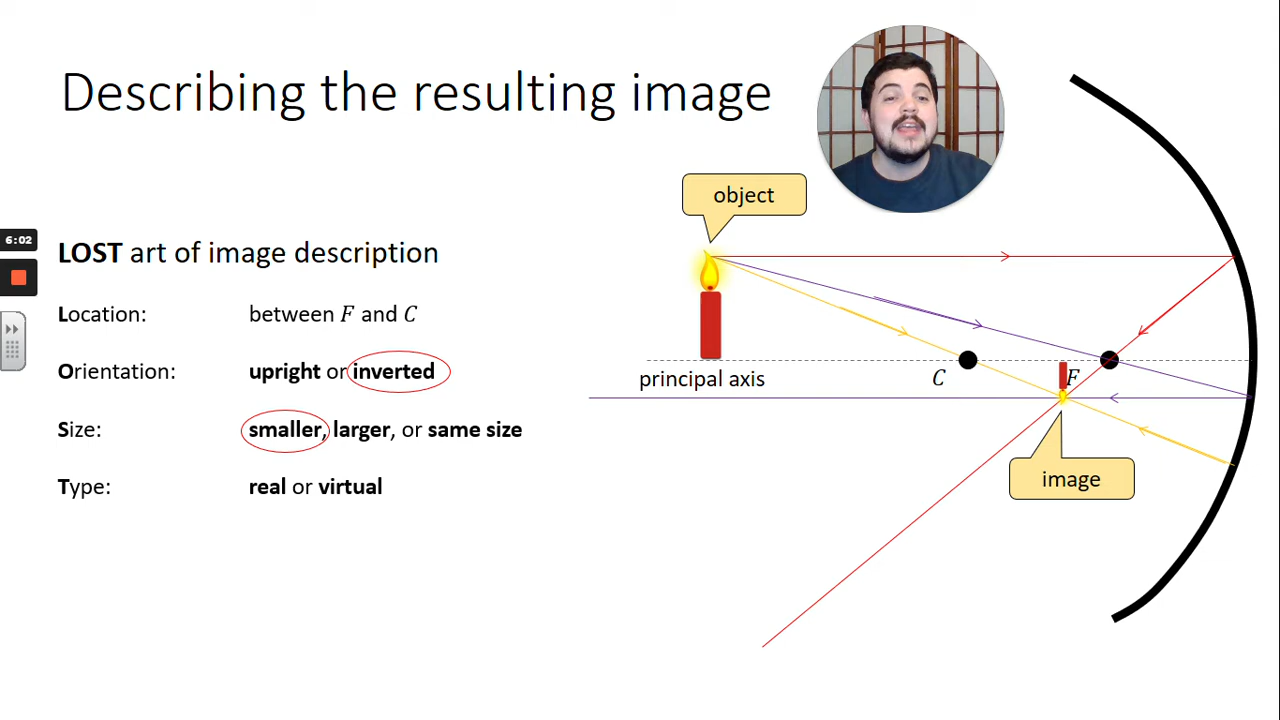 Describing the resulting image
object
6:02
LOST art of image description
Location: between F and C
Orientation: upright or inverted
Size: smaller, larger, or same size
Type: real or virtual
principal axis
C
F
image